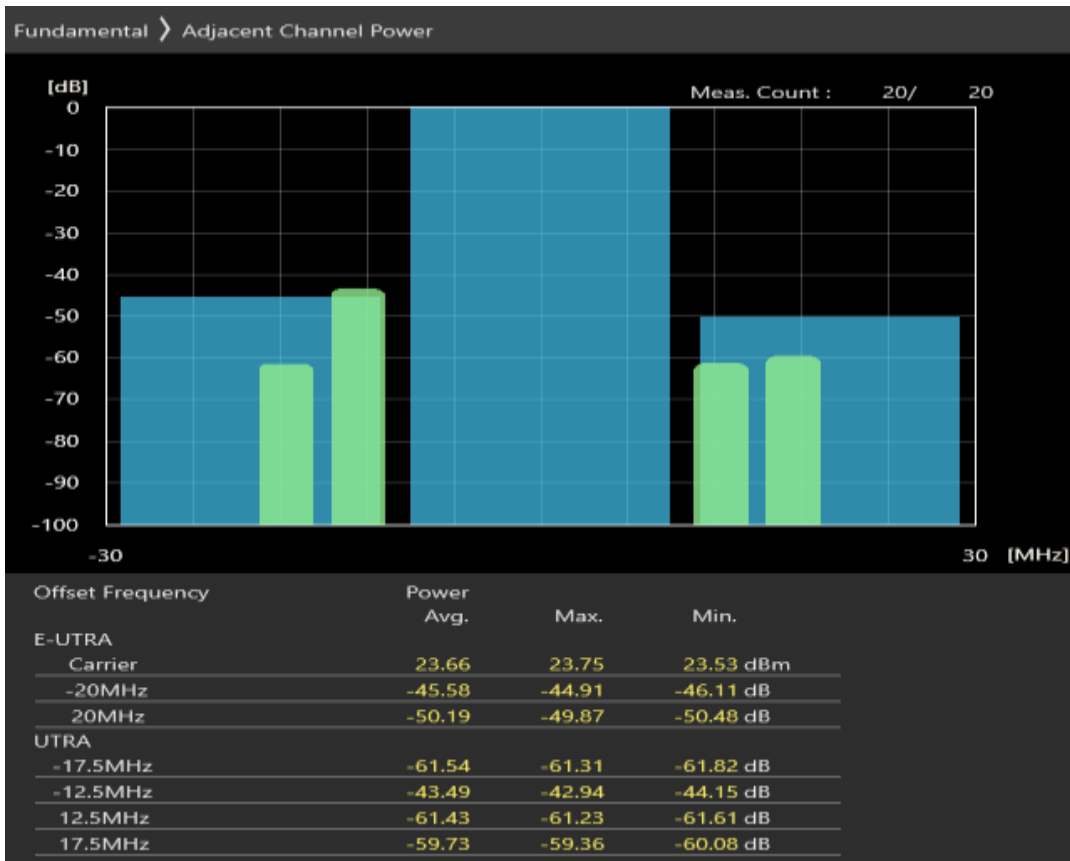 Fundamental ❯ Adjacent Channel Power
[dB]
Meas. Count : 20/ 20
0
-10
-20
-30
-40
-50
-60
-70
-80
-90
-100
-30 30 [MHz]
Offset Frequency Power
Avg. Max. Min.
E-UTRA
Carrier 23.66 23.75 23.53 dBm
-20MHz -45.58 -44.91 -46.11 dB
20MHz -50.19 -49.87 -50.48 dB
UTRA
-17.5MHz -61.54 -61.31 -61.82 dB
-12.5MHz -43.49 -42.94 -44.15 dB
12.5MHz -61.43 -61.23 -61.61 dB
17.5MHz -59.73 -59.36 -60.08 dB